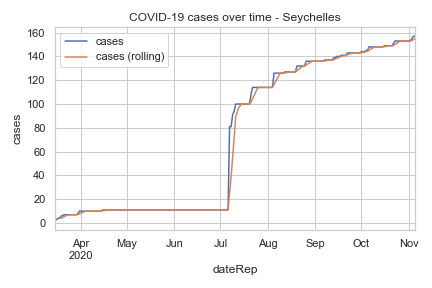 COVID-19 cases over time - Seychelles
cases
cases (rolling)
160
140
120
100
80
60
40
20
0
cases
Apr May Jun Jul Aug Sep Oct Nov
2020
dateRep